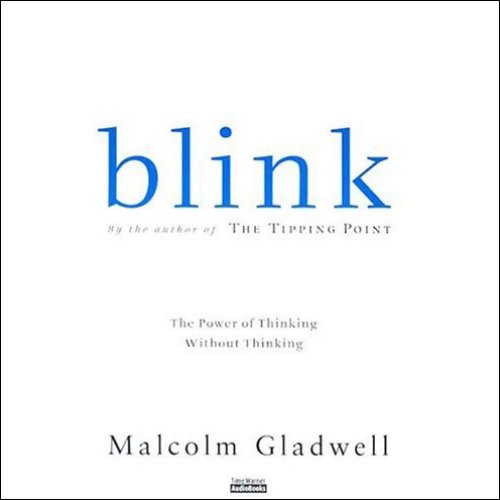 blink
By the author of THE TIPPING POINT
The Power of Thinking
Without Thinking
Malcolm Gladwell
Time Warner
AudioBooks